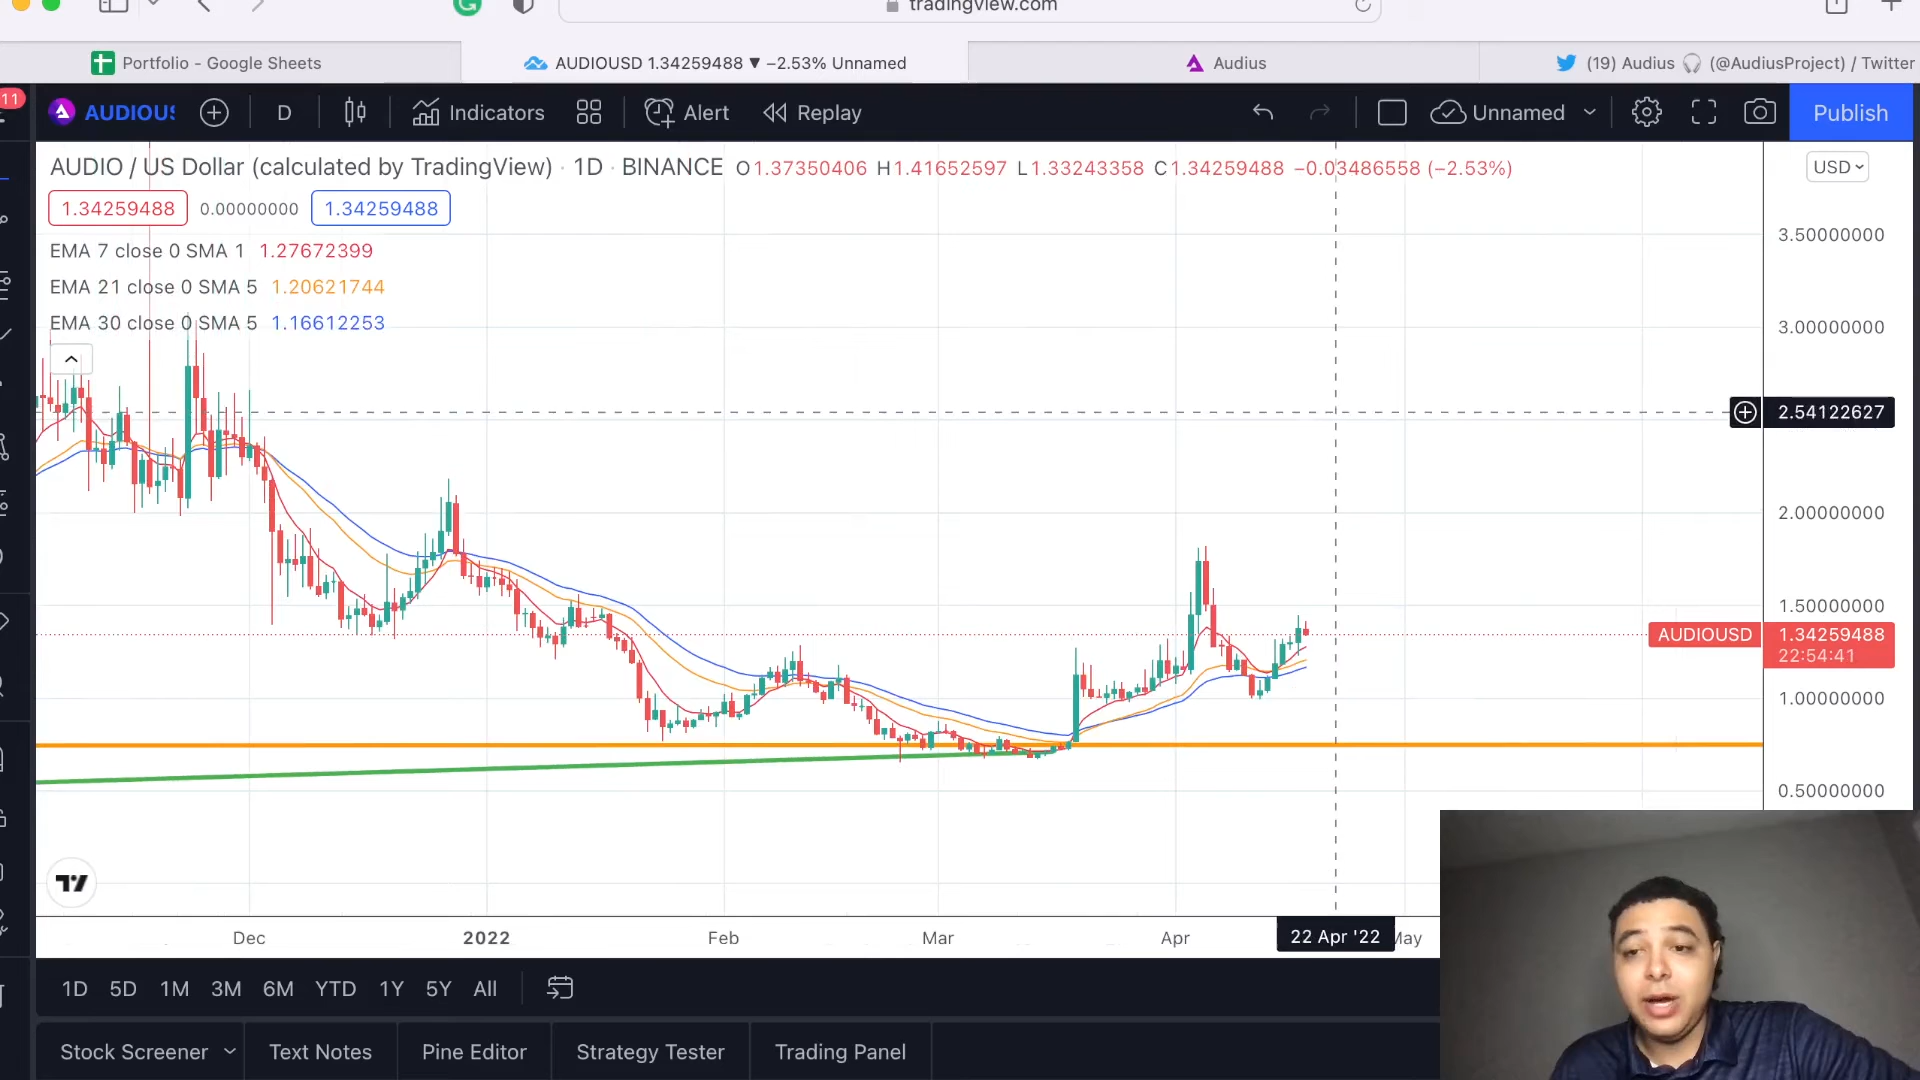 tradingview.com
Portfolio - Google Sheets
AUDIOUSD 1.34259488 ▼ −2.53% Unnamed
Audius
(19) Audius 🎧 (@AudiusProject) / Twitter
11
AUDIOUS
D
Indicators
Alert
Replay
Unnamed
Publish
AUDIO / US Dollar (calculated by TradingView) · 1D · BINANCE O1.37350406 H1.41652597 L1.33243358 C1.34259488 −0.03486558 (−2.53%)
USD
1.34259488 0.00000000 1.34259488
EMA 7 close 0 SMA 1 1.27672399
EMA 21 close 0 SMA 5 1.20621744
EMA 30 close 0 SMA 5 1.16612253
3.50000000
3.00000000
2.54122627
2.00000000
1.50000000
AUDIOUSD 1.34259488
22:54:41
1.00000000
0.50000000
Dec 2022 Feb Mar Apr 22 Apr '22 May
1D 5D 1M 3M 6M YTD 1Y 5Y All
Stock Screener Text Notes Pine Editor Strategy Tester Trading Panel